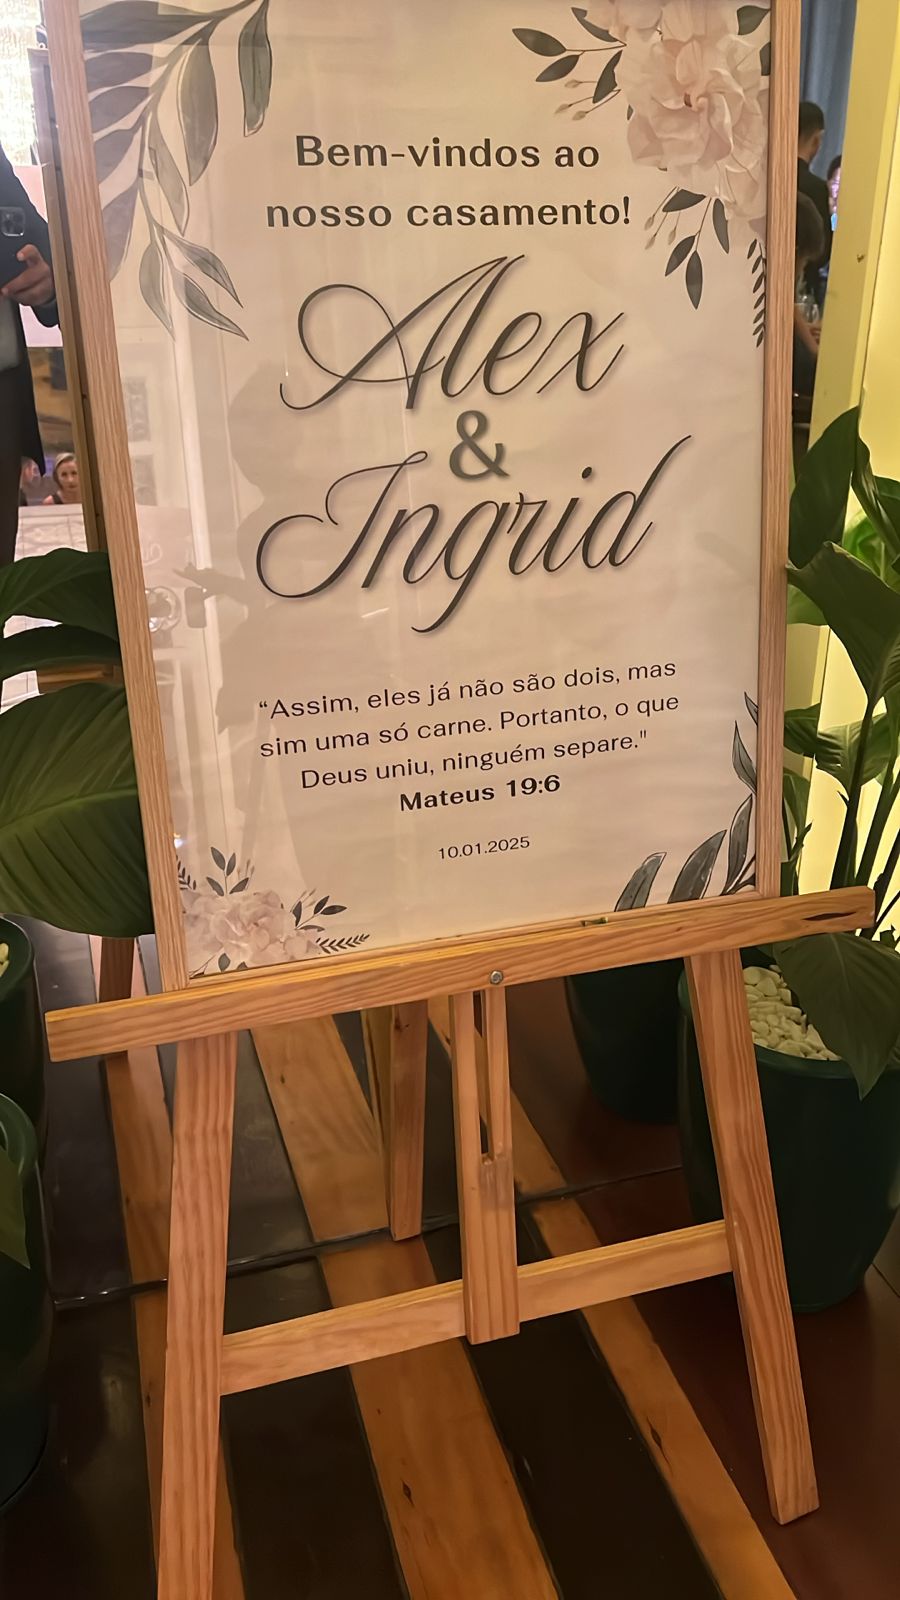 Bem-vindos ao
nosso casamento!
Alex
&
Ingrid
“Assim, eles já não são dois, mas
sim uma só carne. Portanto, o que
Deus uniu, ninguém separe."
Mateus 19:6
10.01.2025